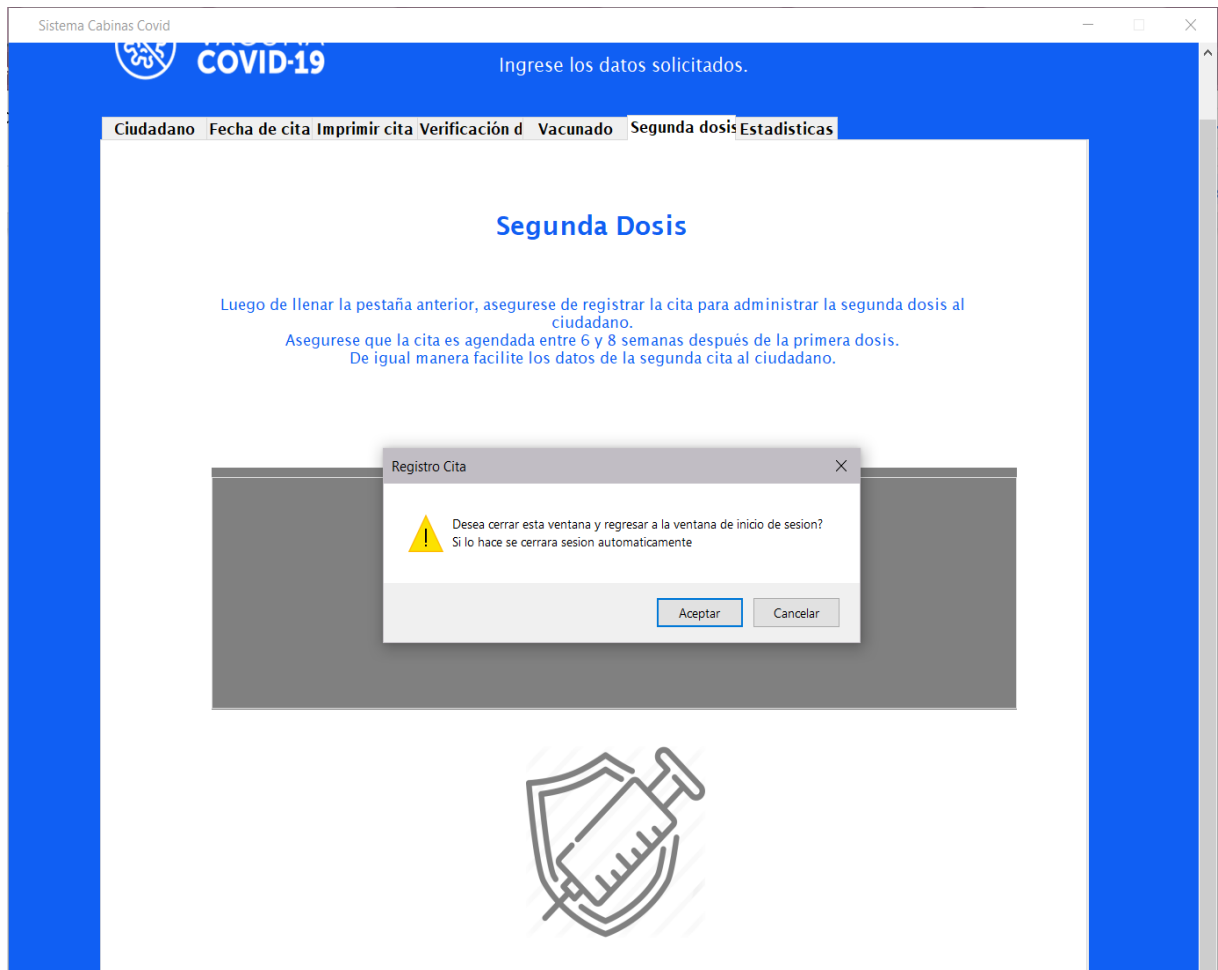 Sistema Cabinas Covid
VACUNA
COVID-19
Ingrese los datos solicitados.
Ciudadano Fecha de cita Imprimir cita Verificación d Vacunado Segunda dosis Estadisticas
Segunda Dosis
Luego de llenar la pestaña anterior, asegurese de registrar la cita para administrar la segunda dosis al
ciudadano.
Asegurese que la cita es agendada entre 6 y 8 semanas después de la primera dosis.
De igual manera facilite los datos de la segunda cita al ciudadano.
Registro Cita
Desea cerrar esta ventana y regresar a la ventana de inicio de sesion?
Si lo hace se cerrara sesion automaticamente
Aceptar Cancelar